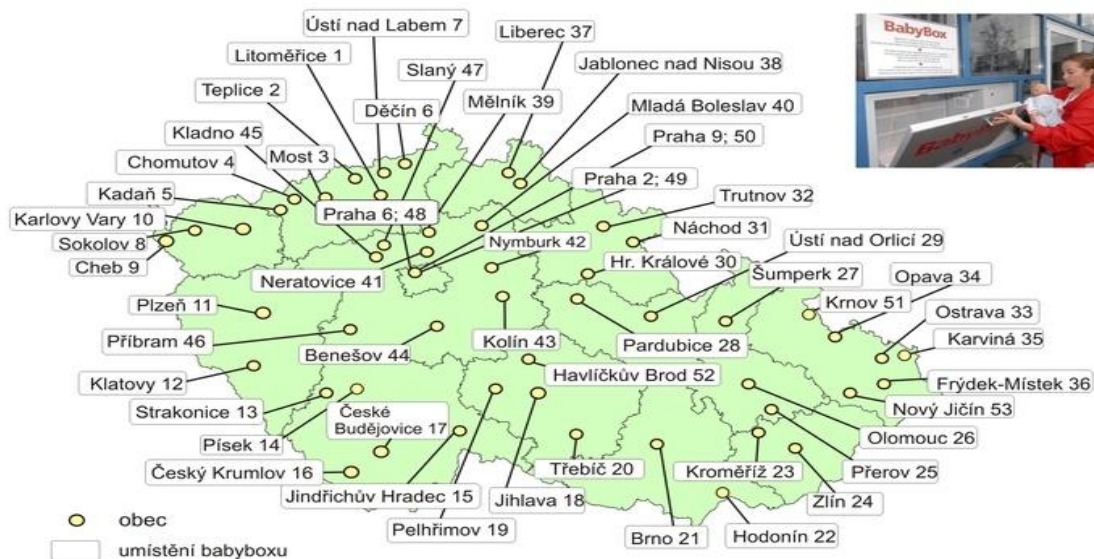 Ústí nad Labem 7
Liberec 37
Litoměřice 1
Slaný 47
Jablonec nad Nisou 38
Teplice 2
Děčín 6
Mělník 39
Mladá Boleslav 40
Kladno 45
Praha 9; 50
Chomutov 4
Most 3
Praha 2; 49
Kadaň 5
Trutnov 32
Karlovy Vary 10
Praha 6; 48
Náchod 31
Sokolov 8
Nymburk 42
Ústí nad Orlicí 29
Cheb 9
Neratovice 41
Hr. Králové 30
Šumperk 27
Opava 34
Plzeň 11
Krnov 51
Ostrava 33
Příbram 46
Benešov 44
Kolín 43
Pardubice 28
Karviná 35
Klatovy 12
Havlíčkův Brod 52
Frýdek-Místek 36
Strakonice 13
Nový Jičín 53
České
Budějovice 17
Písek 14
Olomouc 26
Český Krumlov 16
Třebíč 20
Kroměříž 23
Přerov 25
Jindřichův Hradec 15
Jihlava 18
Zlín 24
Pelhřimov 19
Brno 21
Hodonín 22
obec
umístění babyboxu
BabyBox
BabyBox